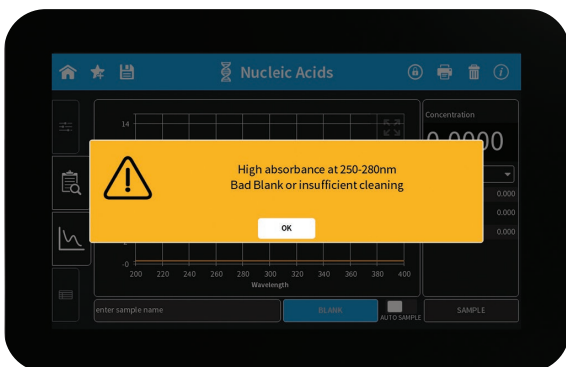 Nucleic Acids
Concentration
14
High absorbance at 250-280nm
Bad Blank or insufficient cleaning
OK
0.000
0.000
0.000
-0
200 220 240 260 280 300 320 340 360 380 400
Wavelength
enter sample name
BLANK
AUTO SAMPLE
SAMPLE